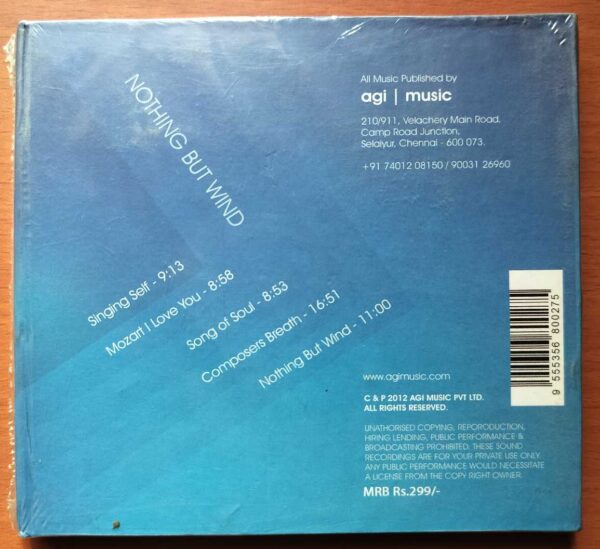 NOTHING BUT WIND
Singing Self - 9:13
Mozart I Love You - 8:58
Song of Soul - 8:53
Composers Breath - 16:51
Nothing But Wind - 11:00
All Music Published by
agi | music
210/911, Velachery Main Road,
Camp Road Junction,
Selaiyur, Chennai - 600 073.
+91 74012 08150 / 90031 26960
9 555356 800275
www.agimusic.com
C & P 2012 AGI MUSIC PVT LTD.
ALL RIGHTS RESERVED.
UNATHORISED COPYING, REPORODUCTION,
HIRING LENDING, PUBLIC PERFORMANCE &
BROADCASTING PROHIBITED. THESE SOUND
RECORDINGS ARE FOR YOUR PRIVATE USE ONLY.
ANY PUBLIC PERFORMANCE WOULD NECESSITATE
A LICENSE FROM THE COPY RIGHT OWNER.
MRB Rs.299/-